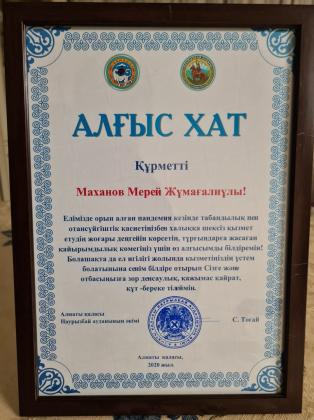 АЛҒЫС ХАТ
Құрметті
Маханов Мерей Жұмағалиұлы!
Елімізде орын алған пандемия кезінде табандылық пен
отансүйгіштік қасиетіңізбен халыққа шексіз қызмет
етудің жоғары деңгейін көрсетіп, тұрғындарға жасаған
қайырымдылық көмегіңіз үшін өз алғысымды білдіремін!
Болашақта да ел игілігі жолында қызметіңіздің үстем
болатынына сенім білдіре отырып Сізге және
отбасыңызға зор денсаулық, қажымас қайрат,
құт -береке тілеймін.
Алматы қаласы
Наурызбай ауданының әкімі
С. Тоғай
Алматы қаласы,
2020 жыл